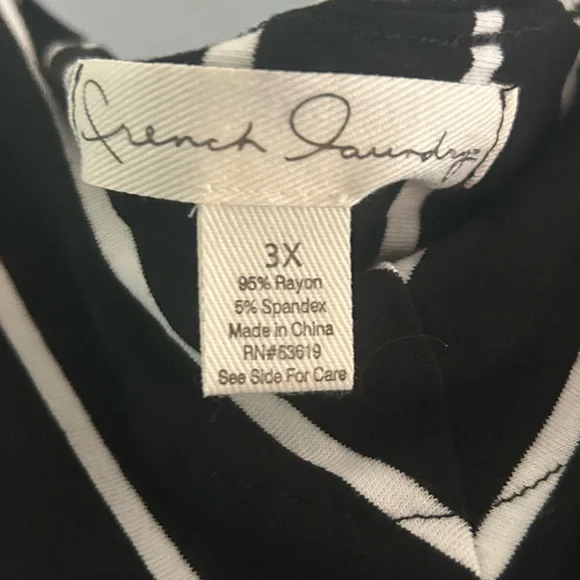 French Laundry
3X
95% Rayon
5% Spandex
Made in China
RN#63619
See Side For Care